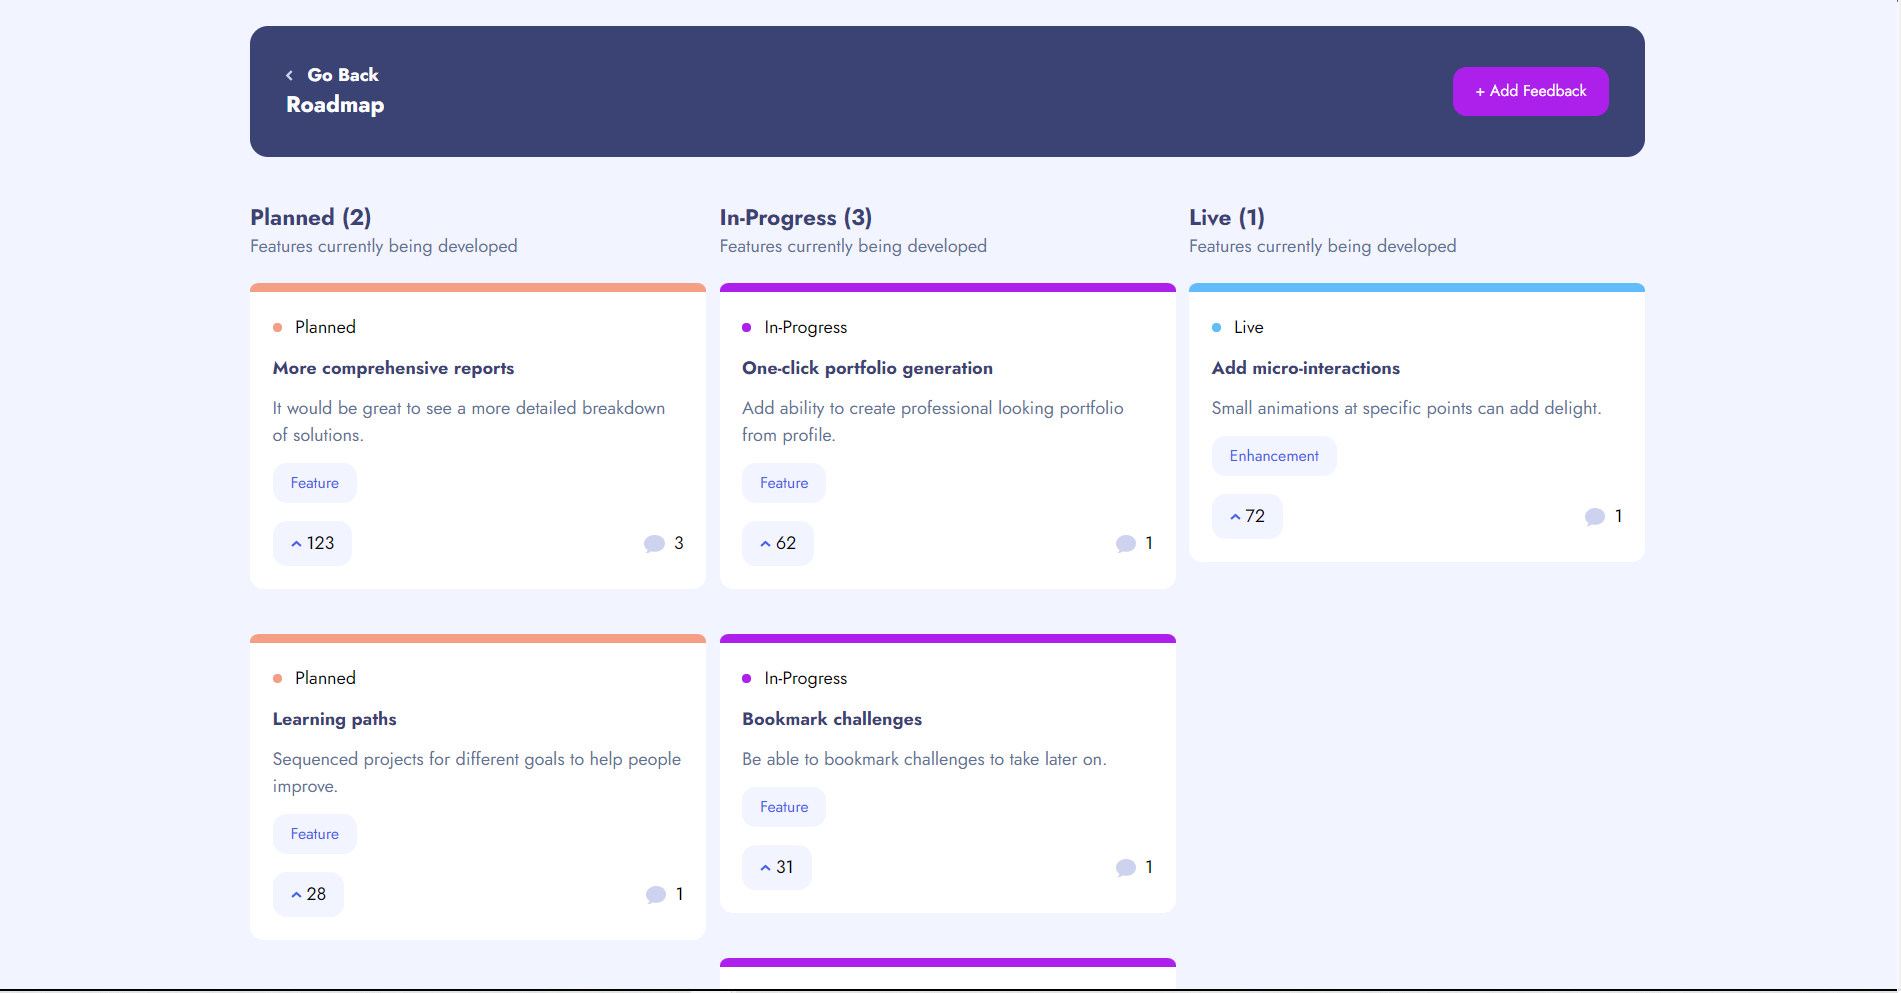 Go Back
Roadmap
+ Add Feedback
Planned (2)
Features currently being developed
Planned
More comprehensive reports
It would be great to see a more detailed breakdown
of solutions.
Feature
123
3
Planned
Learning paths
Sequenced projects for different goals to help people
improve.
Feature
28
1
In-Progress (3)
Features currently being developed
In-Progress
One-click portfolio generation
Add ability to create professional looking portfolio
from profile.
Feature
62
1
In-Progress
Bookmark challenges
Be able to bookmark challenges to take later on.
Feature
31
1
Live (1)
Features currently being developed
Live
Add micro-interactions
Small animations at specific points can add delight.
Enhancement
72
1